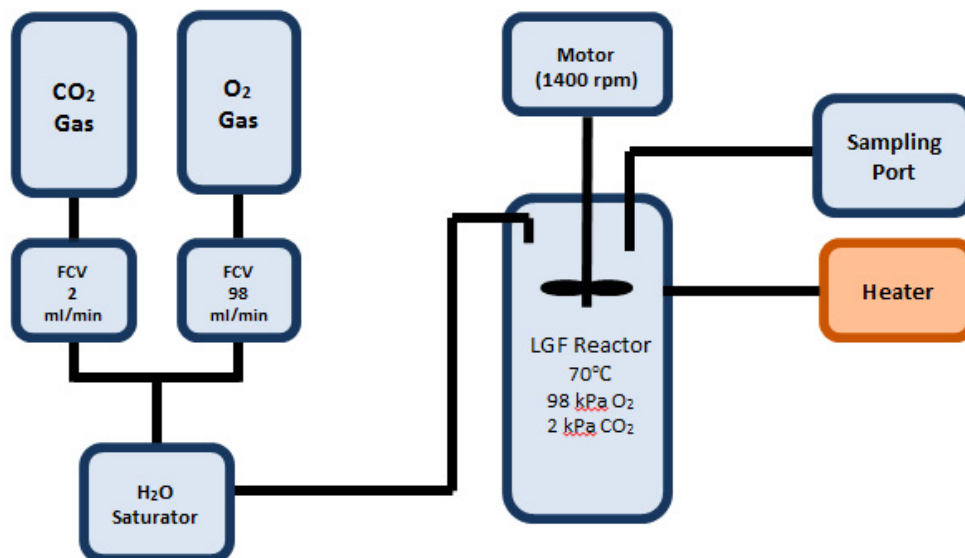 CO₂
Gas
O₂
Gas
Motor
(1400 rpm)
Sampling
Port
FCV
2
ml/min
FCV
98
ml/min
Heater
LGF Reactor
70°C
98 kPa O₂
2 kPa CO₂
H₂O
Saturator